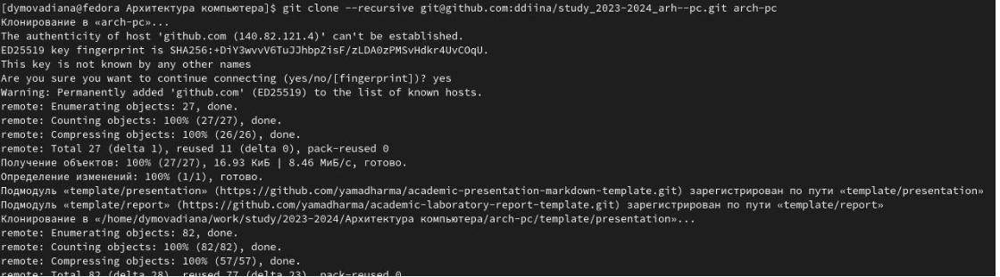 [dymovadiana@fedora Архитектура компьютера]$ git clone --recursive git@github.com:ddiina/study_2023-2024_arh--pc.git arch-pc
Клонирование в «arch-pc»...
The authenticity of host 'github.com (140.82.121.4)' can't be established.
ED25519 key fingerprint is SHA256:+DiY3wvvV6TuJJhbpZisF/zLDA0zPMSvHdkr4UvCOqU.
This key is not known by any other names
Are you sure you want to continue connecting (yes/no/[fingerprint])? yes
Warning: Permanently added 'github.com' (ED25519) to the list of known hosts.
remote: Enumerating objects: 27, done.
remote: Counting objects: 100% (27/27), done.
remote: Compressing objects: 100% (26/26), done.
remote: Total 27 (delta 1), reused 11 (delta 0), pack-reused 0
Получение объектов: 100% (27/27), 16.93 КиБ | 8.46 МиБ/с, готово.
Определение изменений: 100% (1/1), готово.
Подмодуль «template/presentation» (https://github.com/yamadharma/academic-presentation-markdown-template.git) зарегистрирован по пути «template/presentation»
Подмодуль «template/report» (https://github.com/yamadharma/academic-laboratory-report-template.git) зарегистрирован по пути «template/report»
Клонирование в «/home/dymovadiana/work/study/2023-2024/Архитектура компьютера/arch-pc/template/presentation»...
remote: Enumerating objects: 82, done.
remote: Counting objects: 100% (82/82), done.
remote: Compressing objects: 100% (57/57), done.
remote: Total 82 (delta 28), reused 77 (delta 23), pack-reused 0